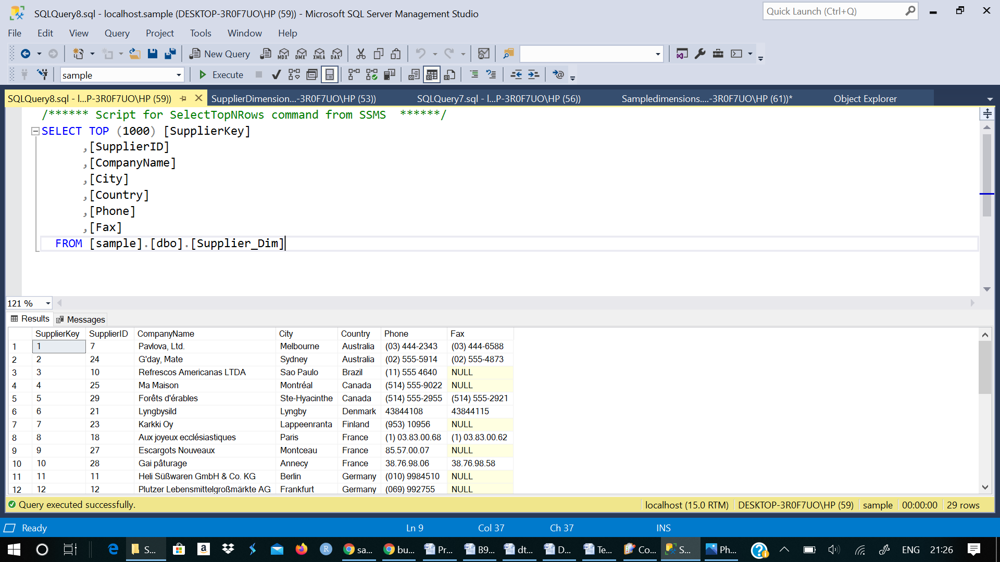 SQLQuery8.sql - localhost.sample (DESKTOP-3R0F7UO\HP (59)) - Microsoft SQL Server Management Studio
Quick Launch (Ctrl+Q)
File Edit View Query Project Tools Window Help
New Query MDX DMX XMLA DAX
sample Execute
SQLQuery8.sql - l...P-3R0F7UO\HP (59)) SupplierDimension...-3R0F7UO\HP (53)) SQLQuery7.sql - l...P-3R0F7UO\HP (56)) Sampledimensions....-3R0F7UO\HP (61))* Object Explorer
/****** Script for SelectTopNRows command from SSMS  ******/
SELECT TOP (1000) [SupplierKey]
,[SupplierID]
,[CompanyName]
,[City]
,[Country]
,[Phone]
,[Fax]
FROM [sample].[dbo].[Supplier_Dim]
121 %
Results Messages
SupplierKey SupplierID CompanyName City Country Phone Fax
1 1 7 Pavlova, Ltd. Melbourne Australia (03) 444-2343 (03) 444-6588
2 2 24 G'day, Mate Sydney Australia (02) 555-5914 (02) 555-4873
3 3 10 Refrescos Americanas LTDA Sao Paulo Brazil (11) 555 4640 NULL
4 4 25 Ma Maison Montréal Canada (514) 555-9022 NULL
5 5 29 Forêts d'érables Ste-Hyacinthe Canada (514) 555-2955 (514) 555-2921
6 6 21 Lyngbysild Lyngby Denmark 43844108 43844115
7 7 23 Karkki Oy Lappeenranta Finland (953) 10956 NULL
8 8 18 Aux joyeux ecclésiastiques Paris France (1) 03.83.00.68 (1) 03.83.00.62
9 9 27 Escargots Nouveaux Montceau France 85.57.00.07 NULL
10 10 28 Gai pâturage Annecy France 38.76.98.06 38.76.98.58
11 11 11 Heli Süßwaren GmbH & Co. KG Berlin Germany (010) 9984510 NULL
12 12 12 Plutzer Lebensmittelgroßmärkte AG Frankfurt Germany (069) 992755 NULL
Query executed successfully. localhost (15.0 RTM) DESKTOP-3R0F7UO\HP (59) sample 00:00:00 29 rows
Ready Ln 9 Col 37 Ch 37 INS
S... sa... bu... Pr... B9... dt... D... Te... Co... S... Ph... ENG 21:26